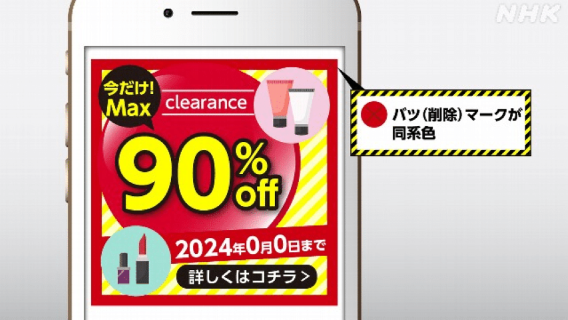 NHK
今だけ!
Max
clearance
90%
off
2024年0月0日まで
詳しくはコチラ>
バツ(削除)マークが
同系色